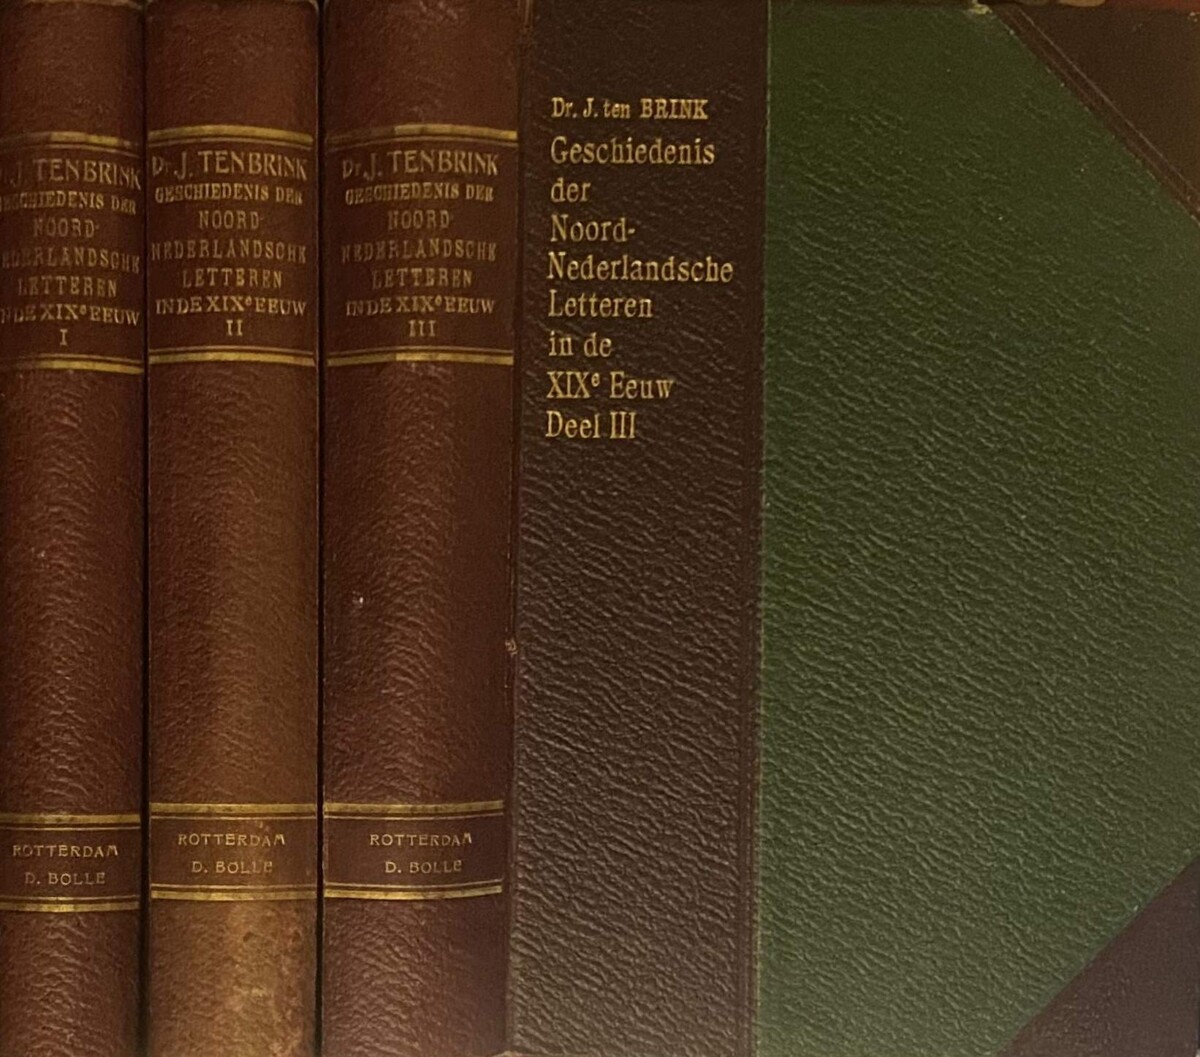 J. TENBRINK
GESCHIEDENIS DER
NOORD-
NEDERLANDSCHE
LETTEREN
IN DE XIXe EEUW
I
ROTTERDAM
D. BOLLE
Dr. J. TENBRINK
GESCHIEDENIS DER
NOORD
NEDERLANDSCHE
LETTEREN
IN DE XIXe EEUW
II
ROTTERDAM
D. BOLLE
Dr. J. TENBRINK
GESCHIEDENIS DER
NOORD
NEDERLANDSCHE
LETTEREN
IN DE XIXe EEUW
III
ROTTERDAM
D. BOLLE
Dr. J. ten BRINK
Geschiedenis
der
Noord-
Nederlandsche
Letteren
in de
XIXe Eeuw
Deel III